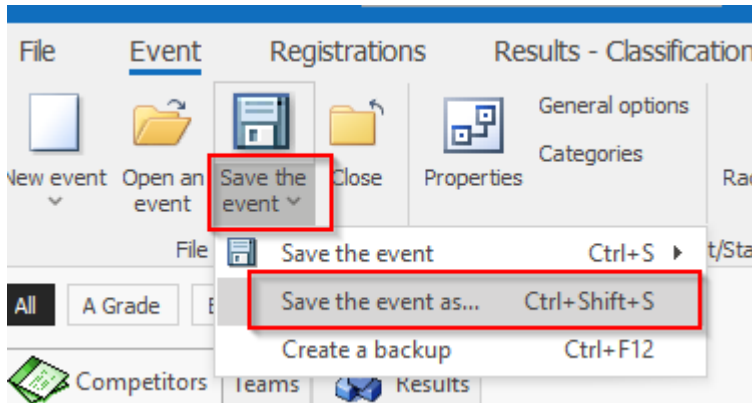 File Event Registrations Results - Classification
New event Open an event Save the event Close Properties General options Categories
File
Save the event Ctrl+S
Save the event as... Ctrl+Shift+S
Create a backup Ctrl+F12
All A Grade
Competitors Teams Results